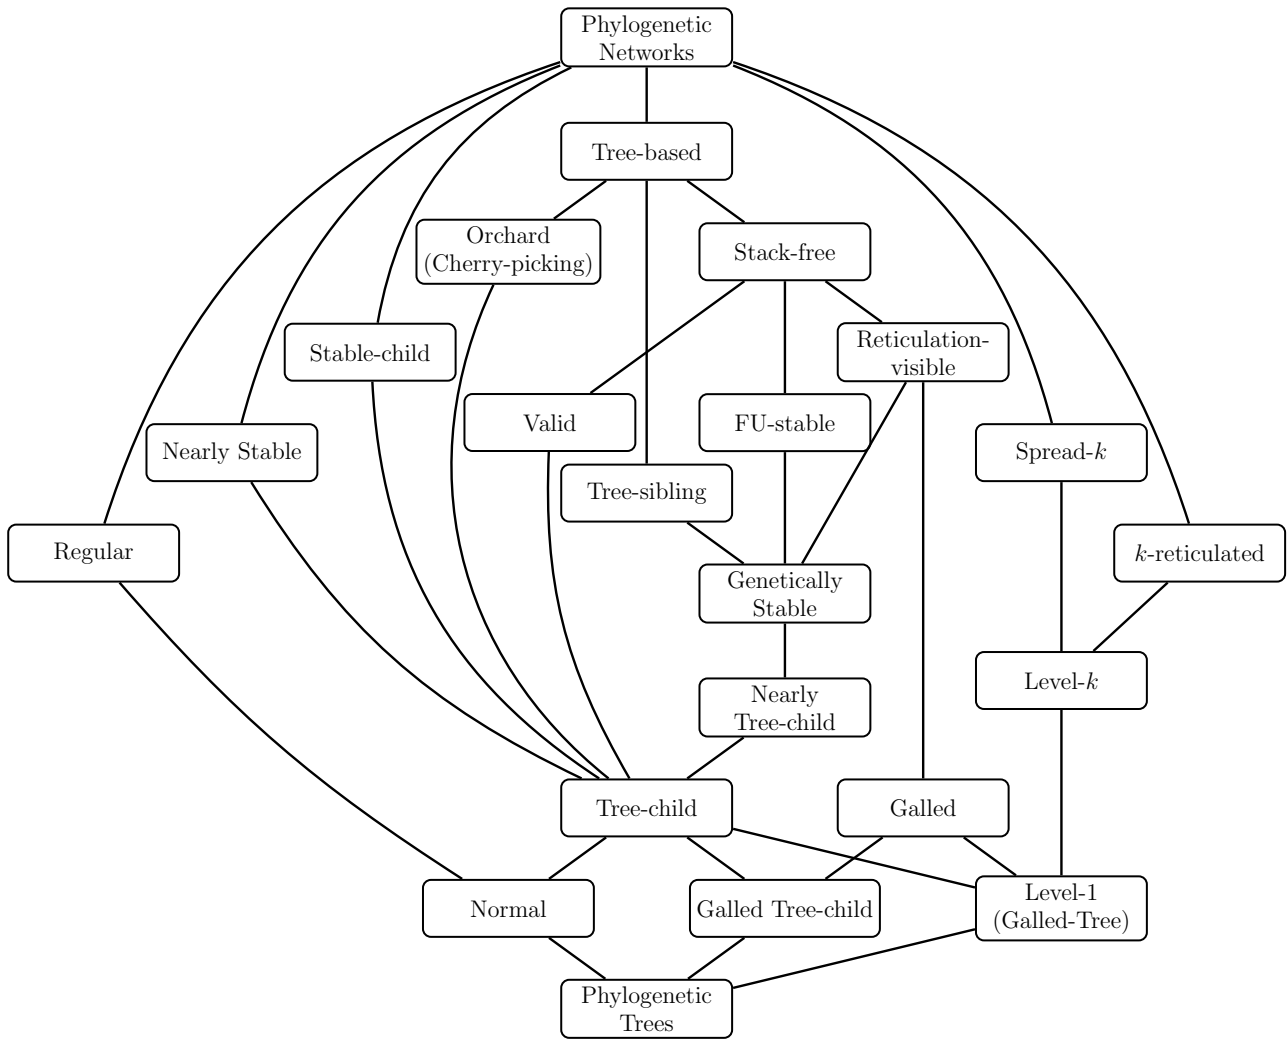 Phylogenetic
Networks
Tree-based
Orchard
(Cherry-picking)
Stack-free
Stable-child
Reticulation-
visible
Nearly Stable
Valid
FU-stable
Spread-k
Tree-sibling
Regular
k-reticulated
Genetically
Stable
Level-k
Nearly
Tree-child
Tree-child
Galled
Normal
Galled Tree-child
Level-1
(Galled-Tree)
Phylogenetic
Trees